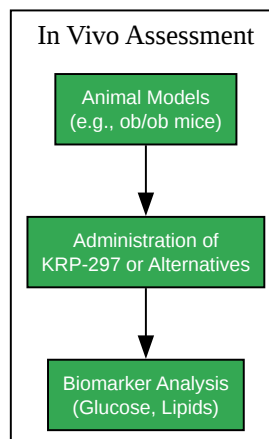 In Vivo Assessment
Animal Models
(e.g., ob/ob mice)
Administration of
KRP-297 or Alternatives
Biomarker Analysis
(Glucose, Lipids)